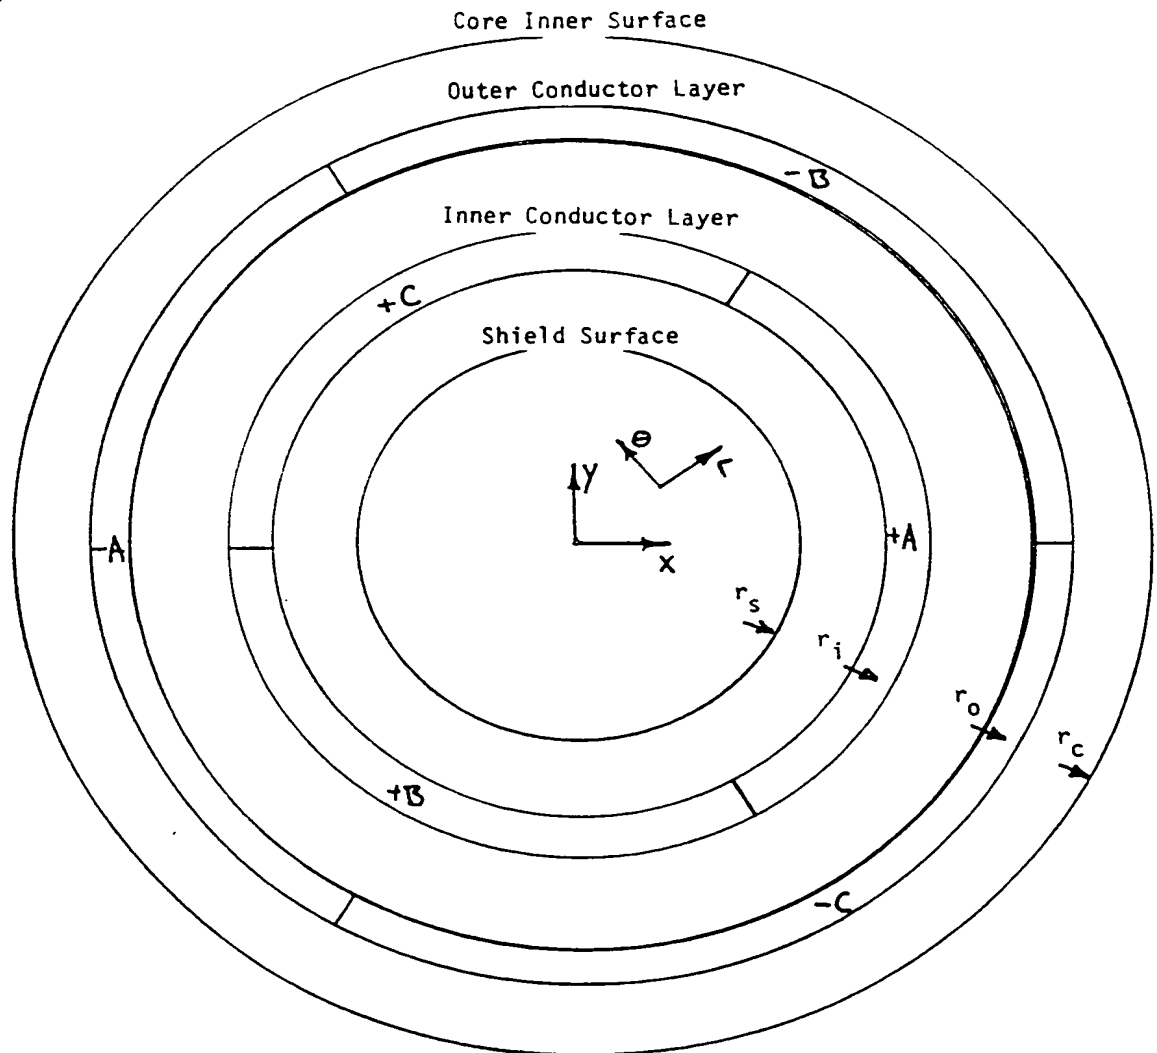 Core Inner Surface
Outer Conductor Layer
-B
Inner Conductor Layer
+C
Shield Surface
θ
r
y
x
-A
+A
r_s
r_i
r_o
r_c
+B
-C